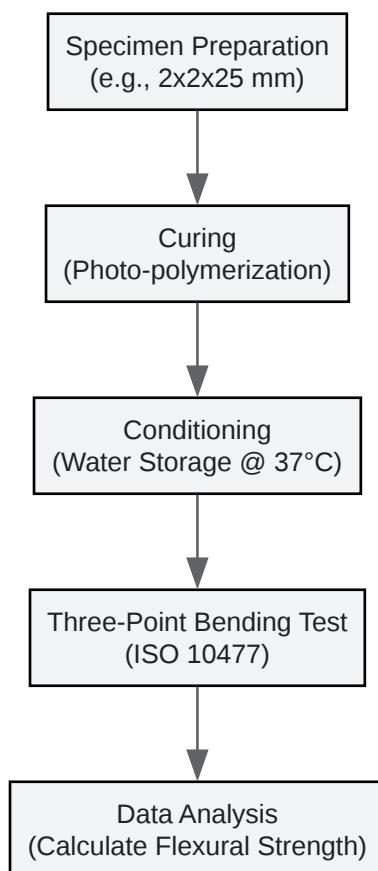 Specimen Preparation
(e.g., 2x2x25 mm)
Curing
(Photo-polymerization)
Conditioning
(Water Storage @ 37°C)
Three-Point Bending Test
(ISO 10477)
Data Analysis
(Calculate Flexural Strength)